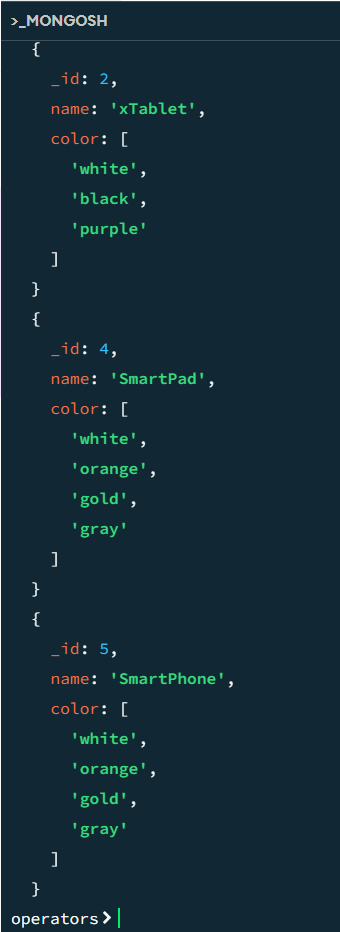 >_MONGOSH
{
_id: 2,
name: 'xTablet',
color: [
'white',
'black',
'purple'
]
}
{
_id: 4,
name: 'SmartPad',
color: [
'white',
'orange',
'gold',
'gray'
]
}
{
_id: 5,
name: 'SmartPhone',
color: [
'white',
'orange',
'gold',
'gray'
]
}
operators>